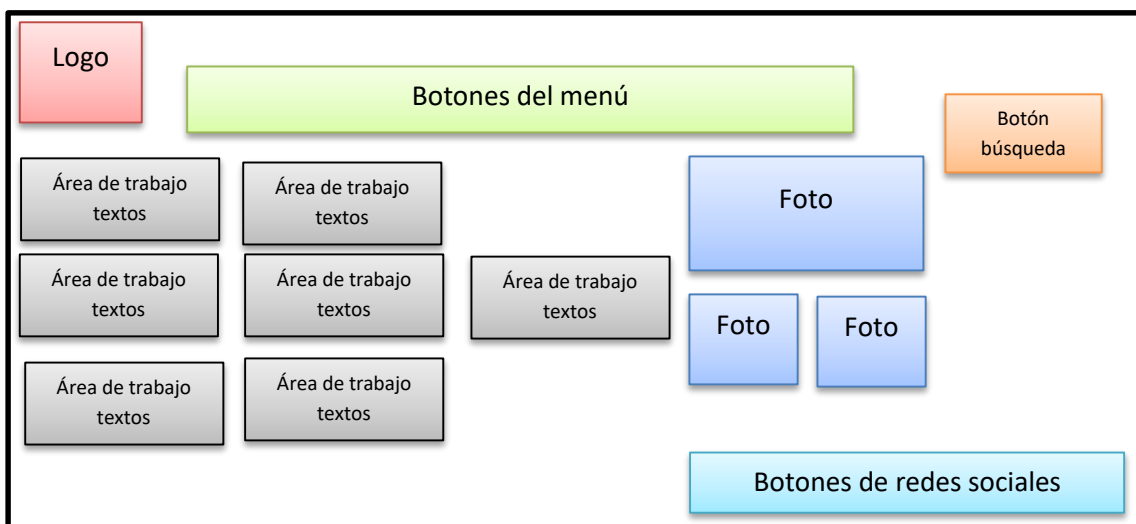 Logo
Botones del menú
Botón
búsqueda
Área de trabajo
textos
Área de trabajo
textos
Foto
Área de trabajo
textos
Área de trabajo
textos
Área de trabajo
textos
Foto
Foto
Área de trabajo
textos
Área de trabajo
textos
Botones de redes sociales